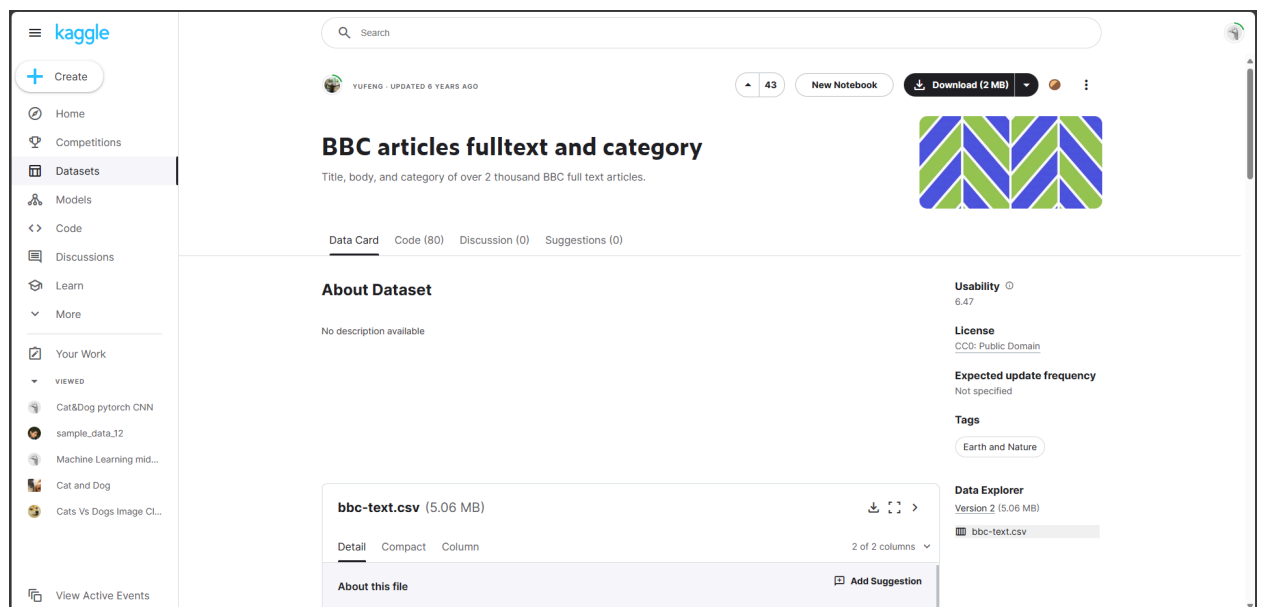 kaggle
Search
Create
Home
Competitions
Datasets
Models
Code
Discussions
Learn
More
Your Work
VIEWED
Cat&Dog pytorch CNN
sample_data_12
Machine Learning mid...
Cat and Dog
Cats Vs Dogs Image Cl...
View Active Events
YUFENG · UPDATED 6 YEARS AGO
43
New Notebook
Download (2 MB)
BBC articles fulltext and category
Title, body, and category of over 2 thousand BBC full text articles.
Data Card Code (80) Discussion (0) Suggestions (0)
About Dataset
No description available
Usability
6.47
License
CC0: Public Domain
Expected update frequency
Not specified
Tags
Earth and Nature
bbc-text.csv (5.06 MB)
Detail Compact Column
2 of 2 columns
About this file
Add Suggestion
Data Explorer
Version 2 (5.06 MB)
bbc-text.csv